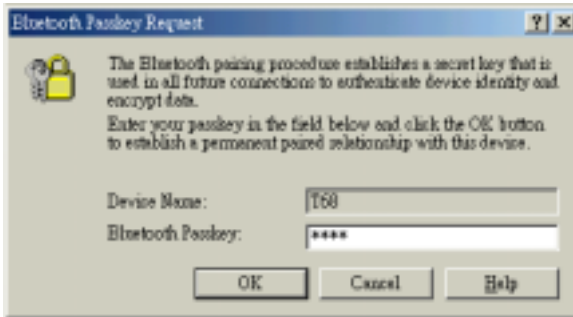 Bluetooth Passkey Request
The Bluetooth pairing procedure establishes a secret key that is
used in all future connections to authenticate device identity and
encrypt data.
Enter your passkey in the field below and click the OK button
to establish a permanent paired relationship with this device.
Device Name: T68
Bluetooth Passkey: ****
OK Cancel Help